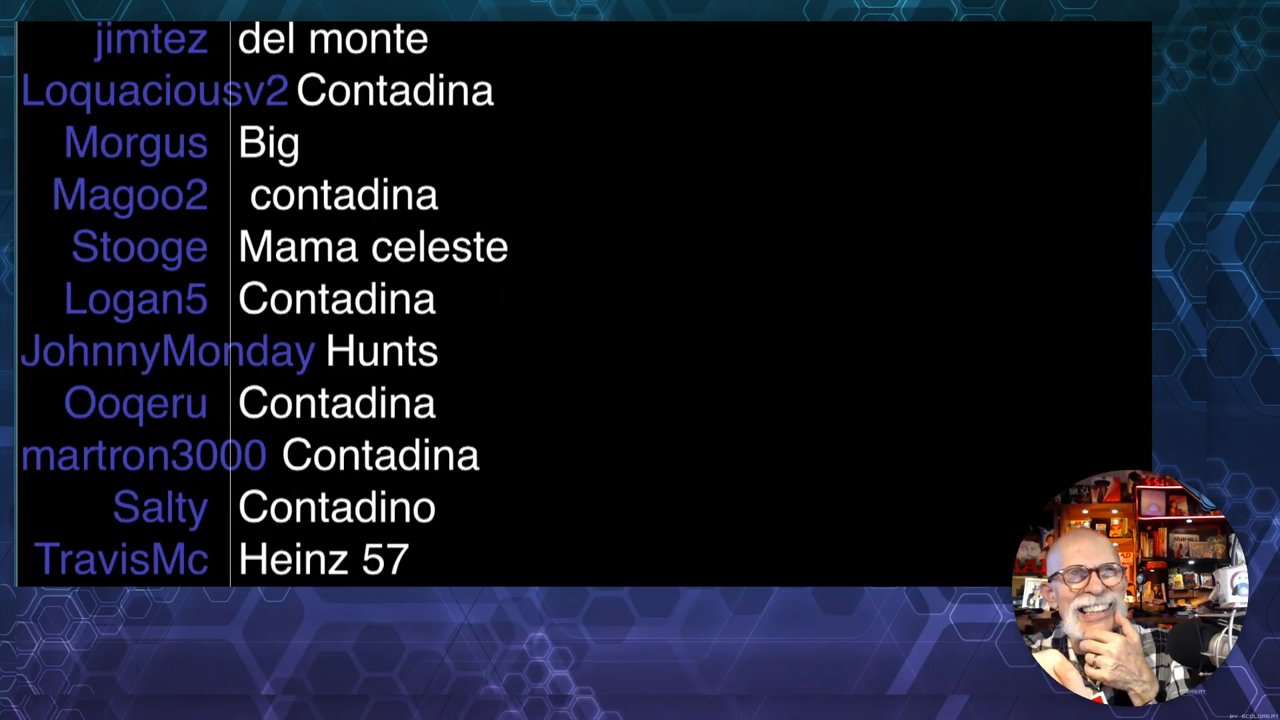 jimtez del monte
Loquaciousv2 Contadina
Morgus Big
Magoo2 contadina
Stooge Mama celeste
Logan5 Contadina
JohnnyMonday Hunts
Ooqeru Contadina
martron3000 Contadina
Salty Contadino
TravisMc Heinz 57